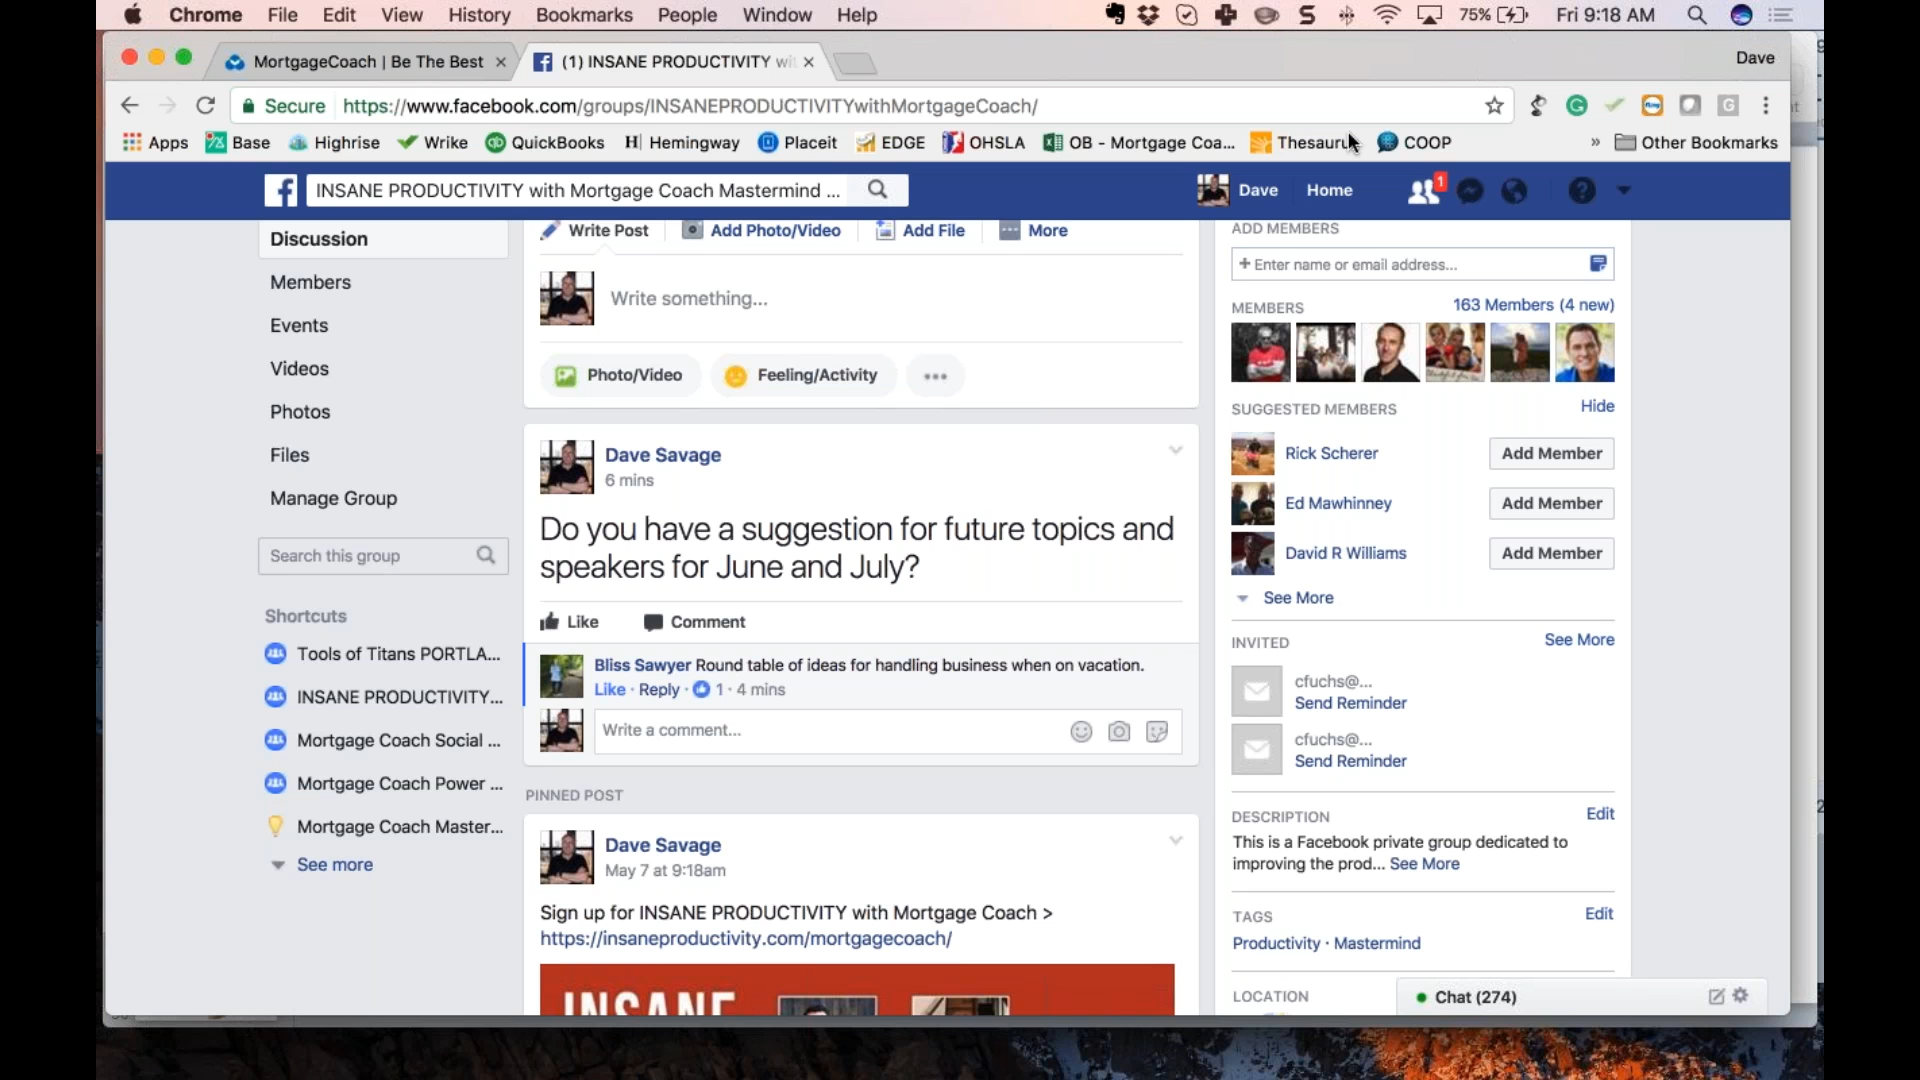 Chrome File Edit View History Bookmarks People Window Help
75% Fri 9:18 AM
MortgageCoach | Be The Best
(1) INSANE PRODUCTIVITY wit
Dave
Secure https://www.facebook.com/groups/INSANEPRODUCTIVITYwithMortgageCoach/
Apps Base Highrise Wrike QuickBooks Hemingway Placeit EDGE OHSLA OB - Mortgage Coa... Thesauru COOP » Other Bookmarks
INSANE PRODUCTIVITY with Mortgage Coach Mastermind ...
Dave Home 1
Discussion
Members
Events
Videos
Photos
Files
Manage Group
Search this group
Shortcuts
Tools of Titans PORTLA...
INSANE PRODUCTIVITY...
Mortgage Coach Social ...
Mortgage Coach Power ...
Mortgage Coach Master...
See more
Write Post Add Photo/Video Add File More
Write something...
Photo/Video Feeling/Activity
Dave Savage
6 mins
Do you have a suggestion for future topics and
speakers for June and July?
Like Comment
Bliss Sawyer Round table of ideas for handling business when on vacation.
Like · Reply · 1 · 4 mins
Write a comment...
PINNED POST
Dave Savage
May 7 at 9:18am
Sign up for INSANE PRODUCTIVITY with Mortgage Coach >
https://insaneproductivity.com/mortgagecoach/
INSANE
ADD MEMBERS
+ Enter name or email address...
MEMBERS 163 Members (4 new)
SUGGESTED MEMBERS Hide
Rick Scherer Add Member
Ed Mawhinney Add Member
David R Williams Add Member
See More
INVITED See More
cfuchs@...
Send Reminder
cfuchs@...
Send Reminder
DESCRIPTION Edit
This is a Facebook private group dedicated to
improving the prod... See More
TAGS Edit
Productivity · Mastermind
LOCATION
Chat (274)